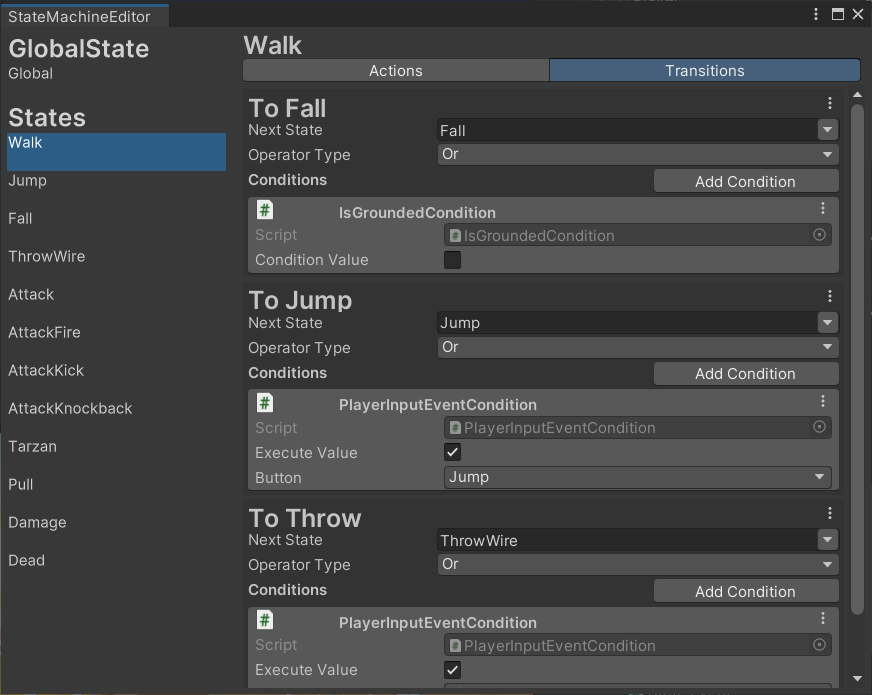 StateMachineEditor
GlobalState
Global
States
Walk
Jump
Fall
ThrowWire
Attack
AttackFire
AttackKick
AttackKnockback
Tarzan
Pull
Damage
Dead
Walk
Actions Transitions
To Fall
Next State Fall
Operator Type Or
Conditions Add Condition
# IsGroundedCondition
Script # IsGroundedCondition
Condition Value
To Jump
Next State Jump
Operator Type Or
Conditions Add Condition
# PlayerInputEventCondition
Script # PlayerInputEventCondition
Execute Value
Button Jump
To Throw
Next State ThrowWire
Operator Type Or
Conditions Add Condition
# PlayerInputEventCondition
Script # PlayerInputEventCondition
Execute Value